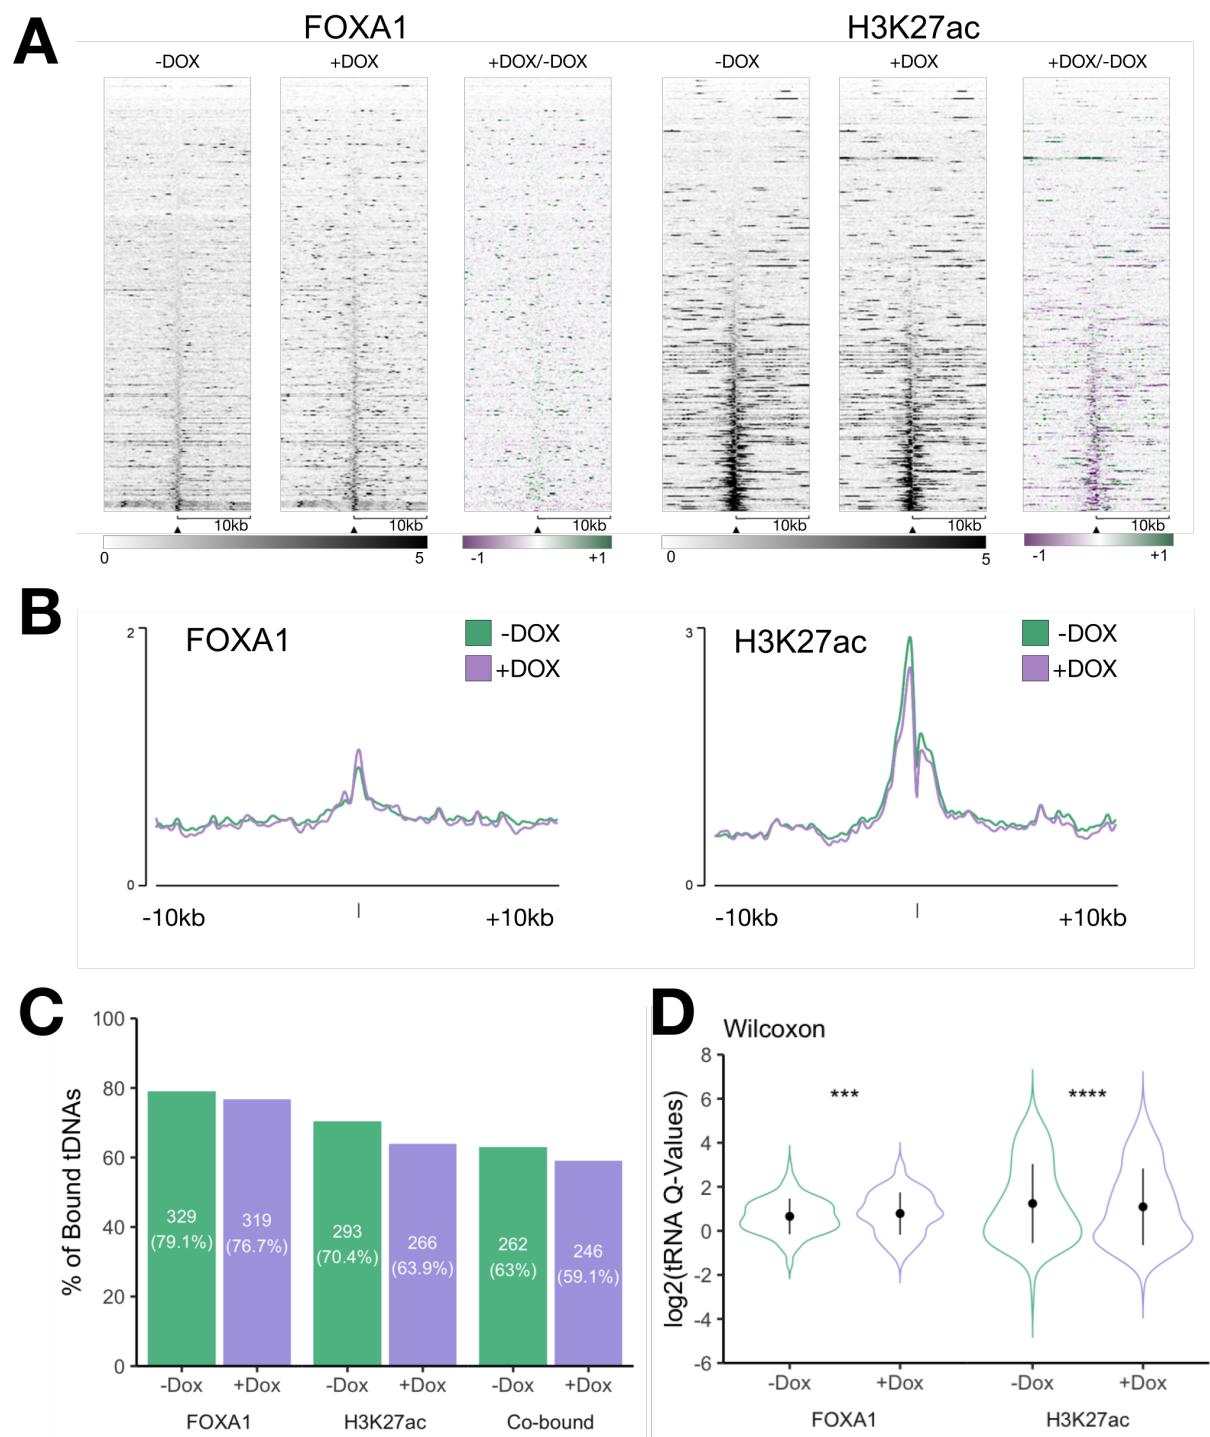 A
FOXA1
H3K27ac
-DOX
+DOX
+DOX/-DOX
-DOX
+DOX
+DOX/-DOX
10kb
10kb
10kb
10kb
10kb
10kb
0
5
-1
+1
0
5
-1
+1
B
2
FOXA1
-DOX
+DOX
0
-10kb
+10kb
3
H3K27ac
-DOX
+DOX
0
-10kb
+10kb
C
% of Bound tDNAs
100
80
60
40
20
0
329
(79.1%)
319
(76.7%)
293
(70.4%)
266
(63.9%)
262
(63%)
246
(59.1%)
-Dox
+Dox
-Dox
+Dox
-Dox
+Dox
FOXA1
H3K27ac
Co-bound
D
Wilcoxon
log2(tRNA Q-Values)
8
6
4
2
0
-2
-4
-6
***
****
-Dox
+Dox
-Dox
+Dox
FOXA1
H3K27ac